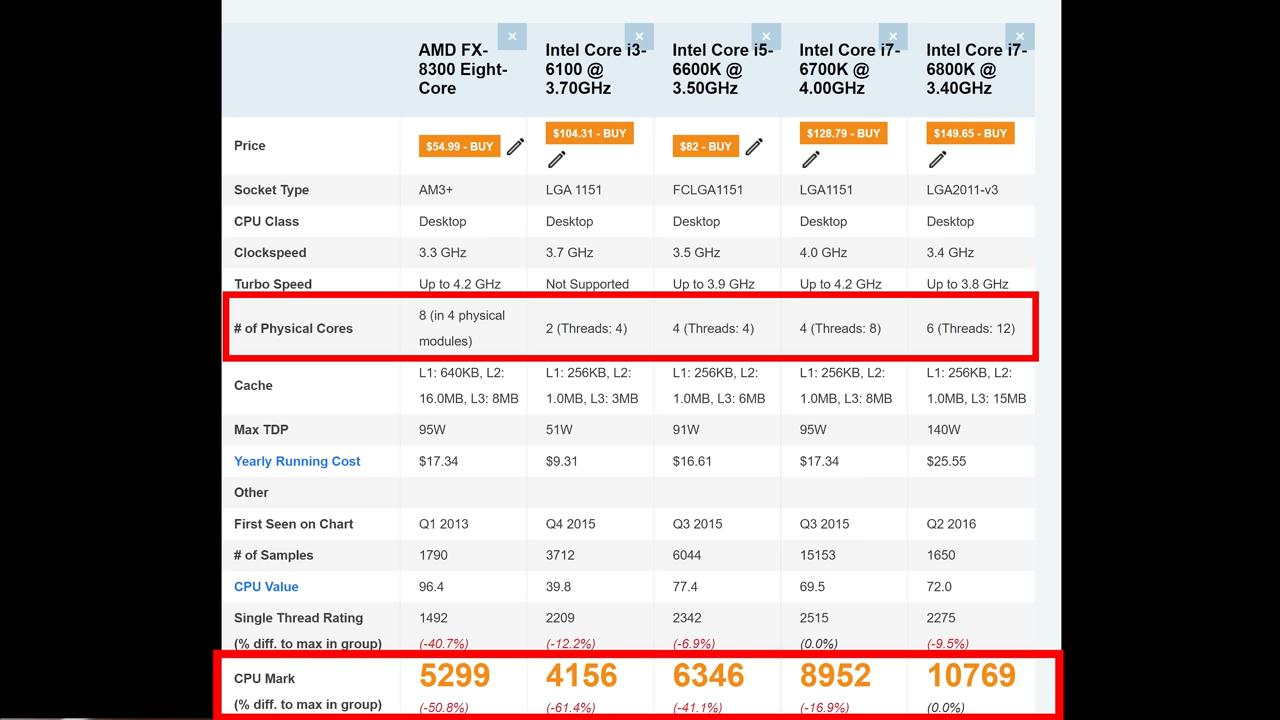 × × × × ×
AMD FX- Intel Core i3- Intel Core i5- Intel Core i7- Intel Core i7-
8300 Eight- 6100 @ 6600K @ 6700K @ 6800K @
Core 3.70GHz 3.50GHz 4.00GHz 3.40GHz
Price $54.99 - BUY $104.31 - BUY $82 - BUY $128.79 - BUY $149.65 - BUY
Socket Type AM3+ LGA 1151 FCLGA1151 LGA1151 LGA2011-v3
CPU Class Desktop Desktop Desktop Desktop Desktop
Clockspeed 3.3 GHz 3.7 GHz 3.5 GHz 4.0 GHz 3.4 GHz
Turbo Speed Up to 4.2 GHz Not Supported Up to 3.9 GHz Up to 4.2 GHz Up to 3.8 GHz
# of Physical Cores 8 (in 4 physical 2 (Threads: 4) 4 (Threads: 4) 4 (Threads: 8) 6 (Threads: 12)
modules)
Cache L1: 640KB, L2: L1: 256KB, L2: L1: 256KB, L2: L1: 256KB, L2: L1: 256KB, L2:
16.0MB, L3: 8MB 1.0MB, L3: 3MB 1.0MB, L3: 6MB 1.0MB, L3: 8MB 1.0MB, L3: 15MB
Max TDP 95W 51W 91W 95W 140W
Yearly Running Cost $17.34 $9.31 $16.61 $17.34 $25.55
Other
First Seen on Chart Q1 2013 Q4 2015 Q3 2015 Q3 2015 Q2 2016
# of Samples 1790 3712 6044 15153 1650
CPU Value 96.4 39.8 77.4 69.5 72.0
Single Thread Rating 1492 2209 2342 2515 2275
(% diff. to max in group) (-40.7%) (-12.2%) (-6.9%) (0.0%) (-9.5%)
CPU Mark 5299 4156 6346 8952 10769
(% diff. to max in group) (-50.8%) (-61.4%) (-41.1%) (-16.9%) (0.0%)